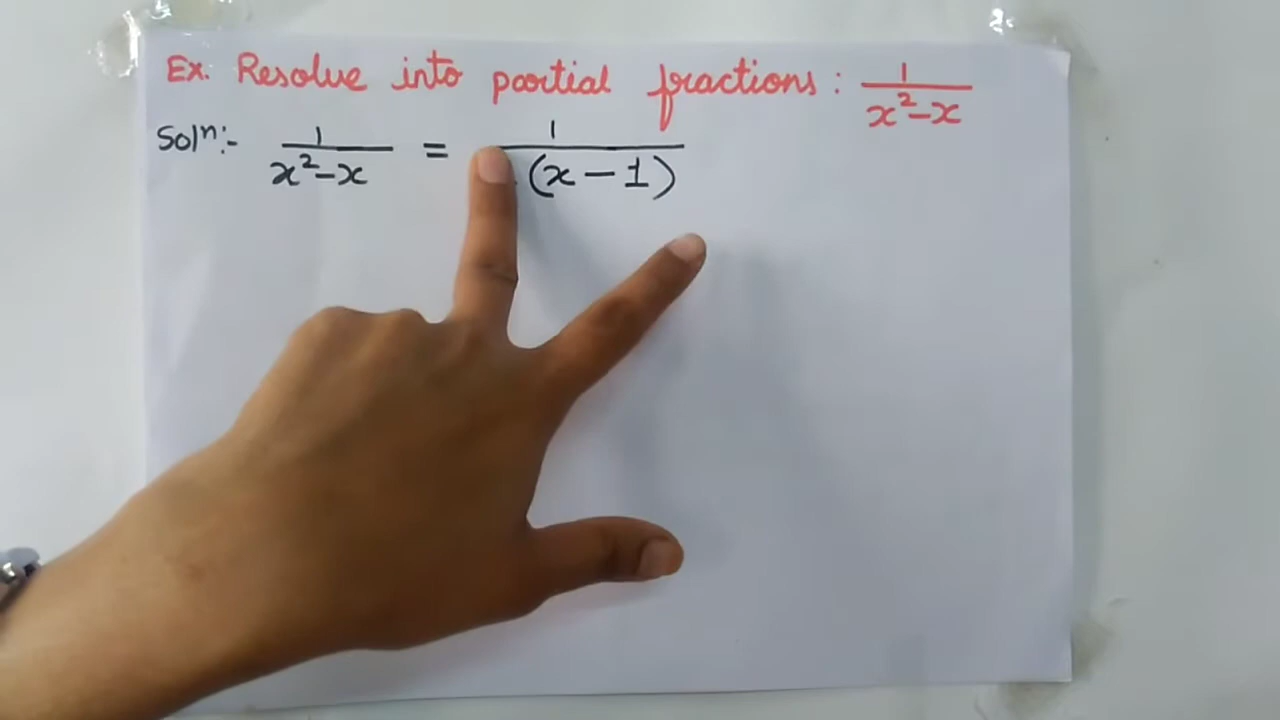 Ex. Resolve into partial fractions : 1/(x²-x)
Solⁿ:- 1/(x²-x) = 1/ (x-1)